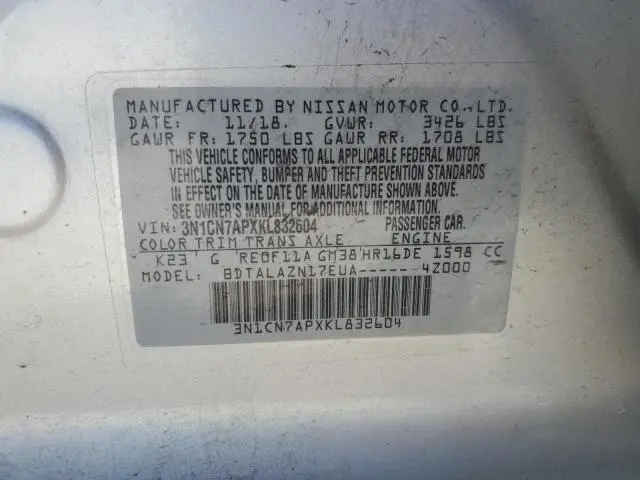 MANUFACTURED BY NISSAN MOTOR CO.,LTD.
DATE: 11/18. GVWR: 3426 LBS
GAWR FR: 1750 LBS GAWR RR: 1708 LBS
THIS VEHICLE CONFORMS TO ALL APPLICABLE FEDERAL MOTOR
VEHICLE SAFETY, BUMPER AND THEFT PREVENTION STANDARDS
IN EFFECT ON THE DATE OF MANUFACTURE SHOWN ABOVE.
SEE OWNER'S MANUAL FOR ADDITIONAL INFORMATION.
VIN: 3N1CN7APXKL832604 PASSENGER CAR.
COLOR TRIM TRANS AXLE ENGINE
K23 G RE0F11A GM38 HR16DE 1598 CC
MODEL: BDTALAZN17EUA-----4Z000
3N1CN7APXKL832604